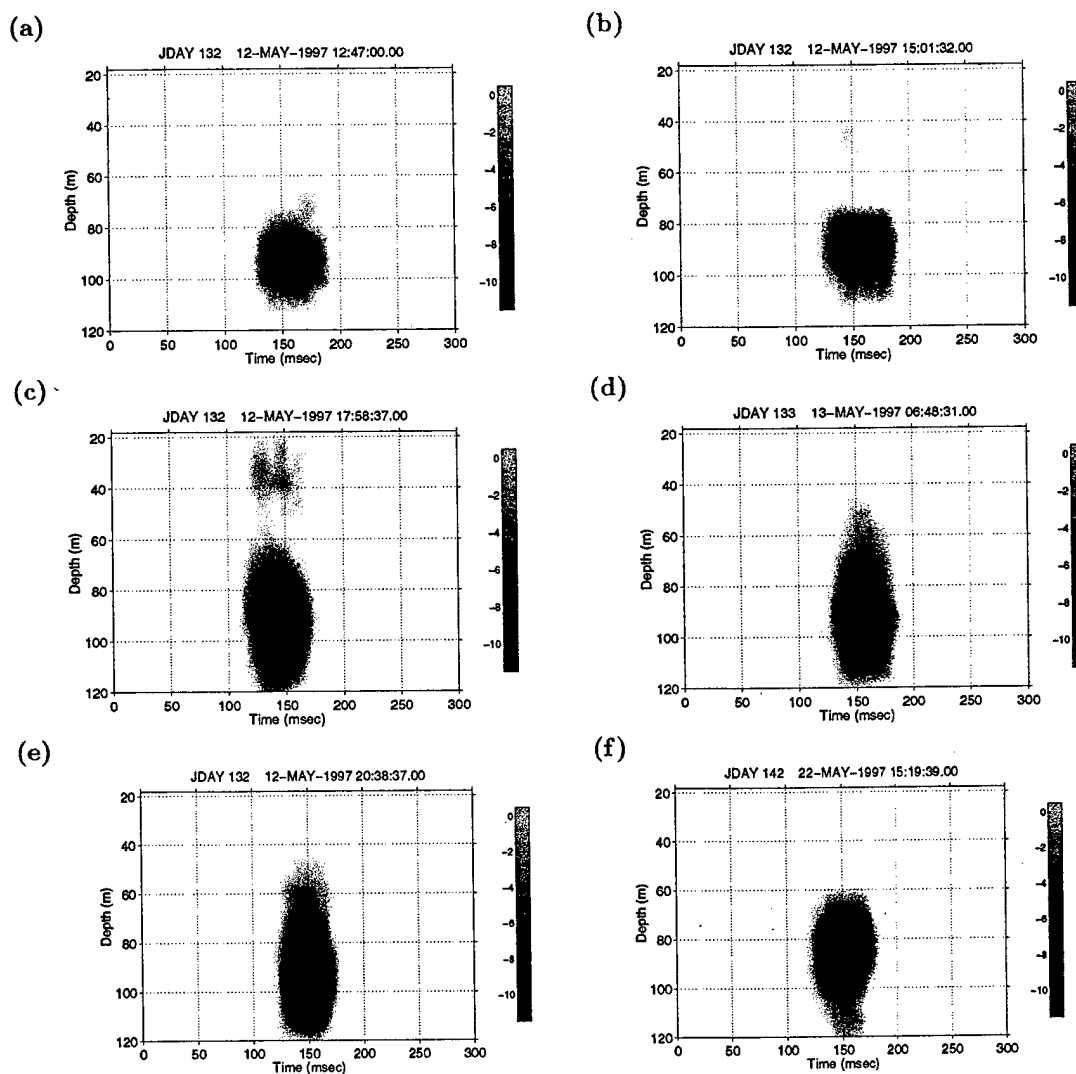 (a)
JDAY 132 12-MAY-1997 12:47:00.00
20
40
60
80
100
120
Depth (m)
0 50 100 150 200 250 300
Time (msec)
0
−2
−4
−6
−8
−10
(b)
JDAY 132 12-MAY-1997 15:01:32.00
20
40
60
80
100
120
Depth (m)
0 50 100 150 200 250 300
Time (msec)
0
−2
−4
−6
−8
−10
(c)
JDAY 132 12-MAY-1997 17:58:37.00
20
40
60
80
100
120
Depth (m)
0 50 100 150 200 250 300
Time (msec)
0
−2
−4
−6
−8
−10
(d)
JDAY 133 13-MAY-1997 06:48:31.00
20
40
60
80
100
120
Depth (m)
0 50 100 150 200 250 300
Time (msec)
0
−2
−4
−6
−8
−10
(e)
JDAY 132 12-MAY-1997 20:38:37.00
20
40
60
80
100
120
Depth (m)
0 50 100 150 200 250 300
Time (msec)
0
−2
−4
−6
−8
−10
(f)
JDAY 142 22-MAY-1997 15:19:39.00
20
40
60
80
100
120
Depth (m)
0 50 100 150 200 250 300
Time (msec)
0
−2
−4
−6
−8
−10